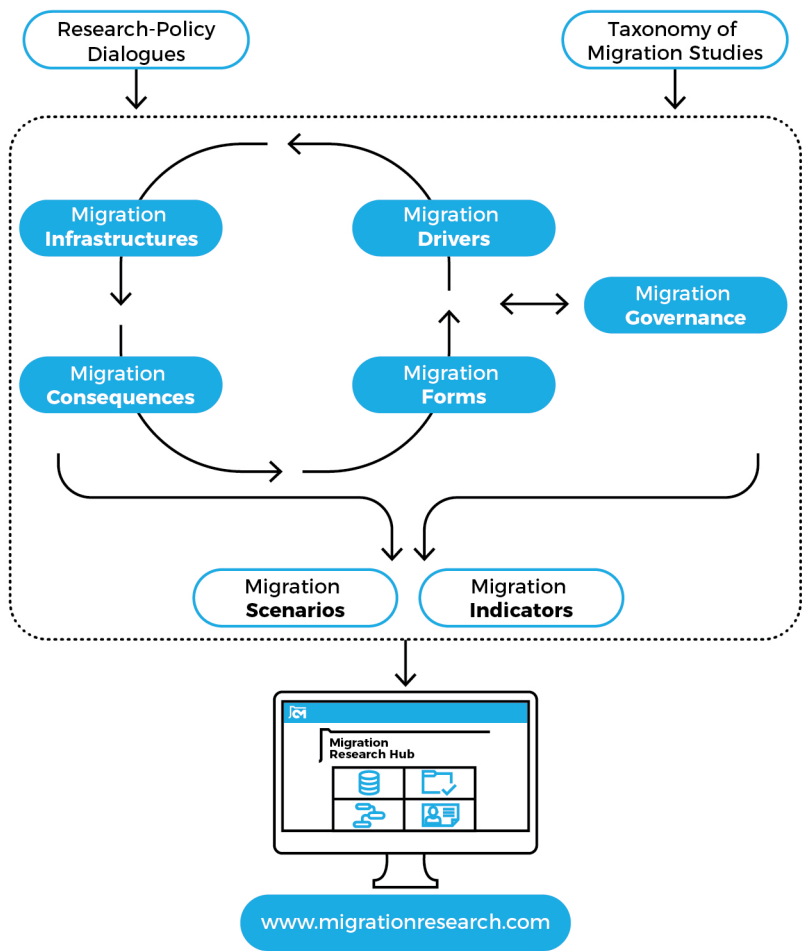 Research-Policy
Dialogues
Taxonomy of
Migration Studies
Migration
Infrastructures
Migration
Drivers
Migration
Governance
Migration
Consequences
Migration
Forms
Migration
Scenarios
Migration
Indicators
Migration
Research Hub
www.migrationresearch.com